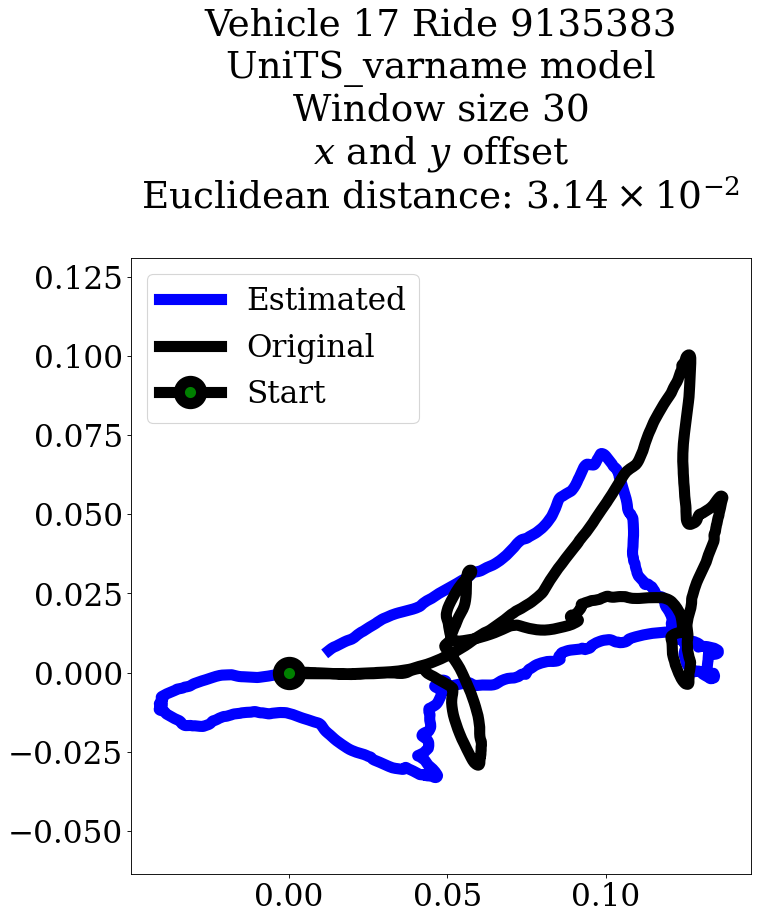 Vehicle 17 Ride 9135383
UniTS_varname model
Window size 30
x and y offset
Euclidean distance: 3.14 × 10⁻²
Estimated
Original
Start
0.125
0.100
0.075
0.050
0.025
0.000
−0.025
−0.050
0.00 0.05 0.10